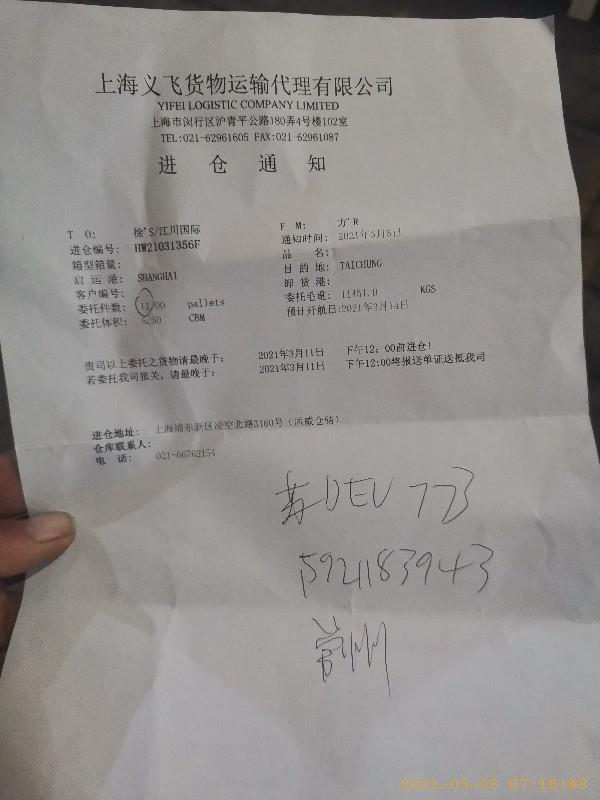 上海义飞货物运输代理有限公司
YIFEI LOGISTIC COMPANY LIMITED
上海市闵行区沪青平公路180弄4号楼102室
TEL:021-62961605 FAX:021-62961087
进 仓 通 知
T O: 徐'S/江川国际
F M: 方'R
进仓编号: HW21031356F
通知时间: 2021年3月5日
箱型箱量:
品 名:
启 运 港: SHANGHAI
目 的 地: TAICHUNG
客户编号:
卸 货 港:
委托件数: 11/00 pallets
委托毛重: 11451.0 KGS
委托体积: CBM
预计开航日:2021年3月14日
贵司以上委托之货物请最晚于: 2021年3月11日 下午12:00前进仓!
若委托我司报关,请最晚于: 2021年3月11日 下午12:00将报送单证送抵我司
进仓地址: 上海浦东新区凌空北路3160号(凤威仓储)
仓库联系人:
电 话: 021-66762154
苏DEV 773
5921183943
常州
2021-03-08 07:18:48